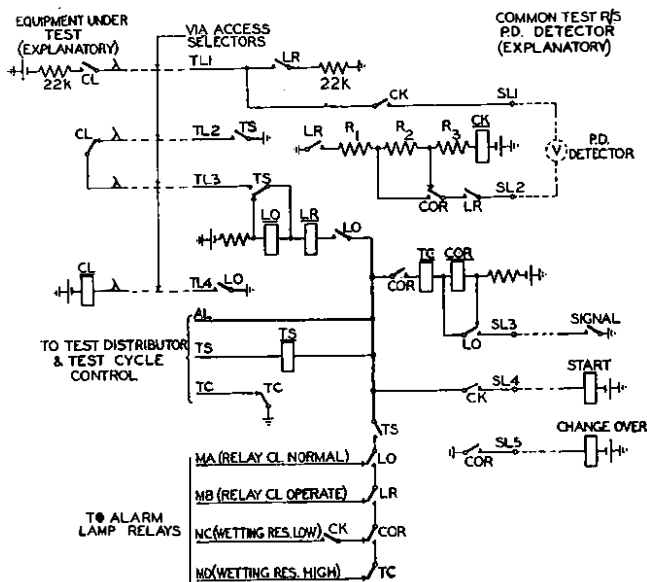 EQUIPMENT UNDER
TEST
(EXPLANATORY)
VIA ACCESS
SELECTORS
COMMON TEST R/S
P.D. DETECTOR
(EXPLANATORY)
22K
CL
λ
TL1
LR
22K
CK
SL1
CL
λ
TL2
TS
LR
R1
R2
R3
CK
V
P.D.
DETECTOR
λ
TL3
TS
COR
LR
SL2
LO
LR
LO
CL
λ
TL4
LO
COR
TC
COR
LO
SL3
SIGNAL
AL
TO TEST DISTRIBUTOR
& TEST CYCLE
CONTROL
TS
TS
TC
TC
CK
SL4
START
TS
COR
SL5
CHANGE OVER
MA (RELAY CL NORMAL)
LO
MB (RELAY CL OPERATE)
LR
TO ALARM
LAMP RELAYS
NC (WETTING RES. LOW)
CK
COR
MD (WETTING RES. HIGH)
TC